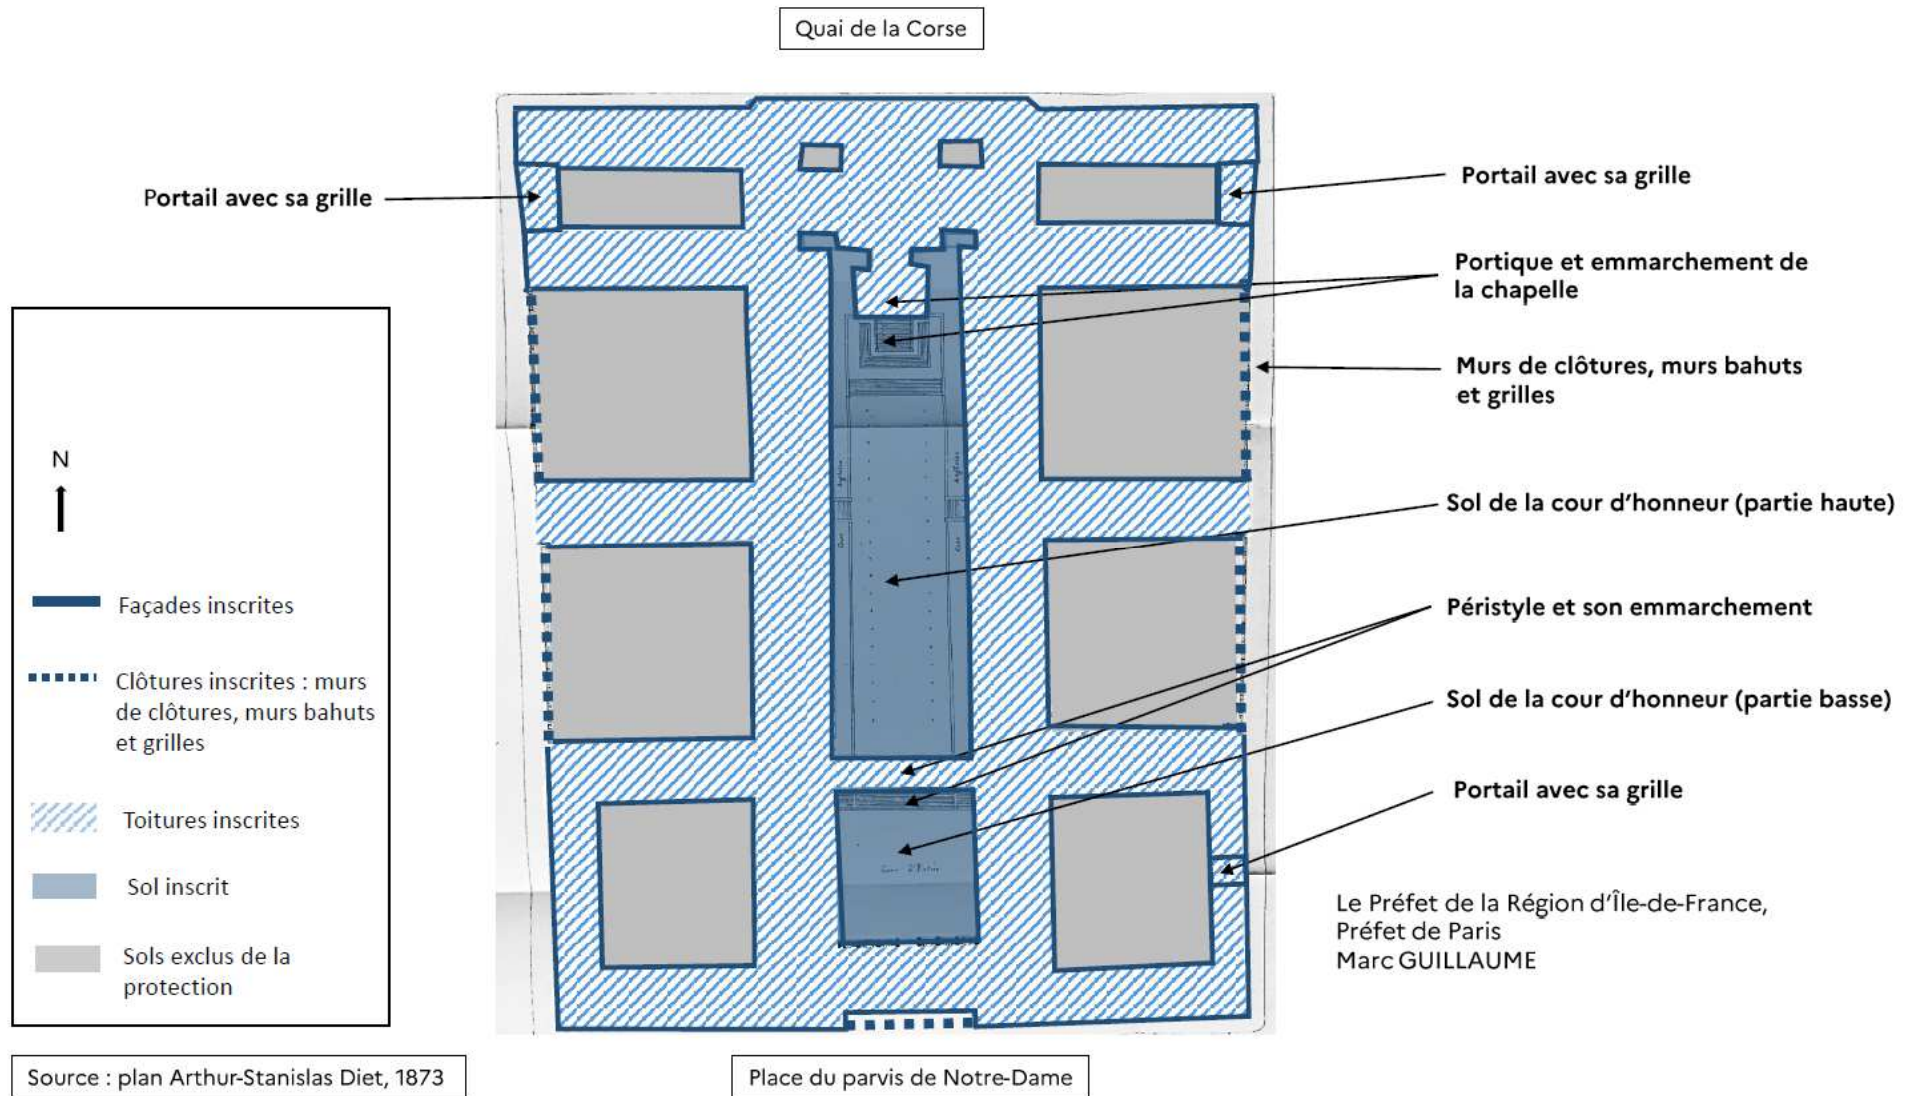 Quai de la Corse
Portail avec sa grille
Portail avec sa grille
Portique et emmarchement de
la chapelle
Murs de clôtures, murs bahuts
et grilles
Sol de la cour d'honneur (partie haute)
Péristyle et son emmarchement
Sol de la cour d'honneur (partie basse)
Portail avec sa grille
N
Façades inscrites
Clôtures inscrites : murs
de clôtures, murs bahuts
et grilles
Toitures inscrites
Sol inscrit
Sols exclus de la
protection
Le Préfet de la Région d'Île-de-France,
Préfet de Paris
Marc GUILLAUME
Source : plan Arthur-Stanislas Diet, 1873
Place du parvis de Notre-Dame